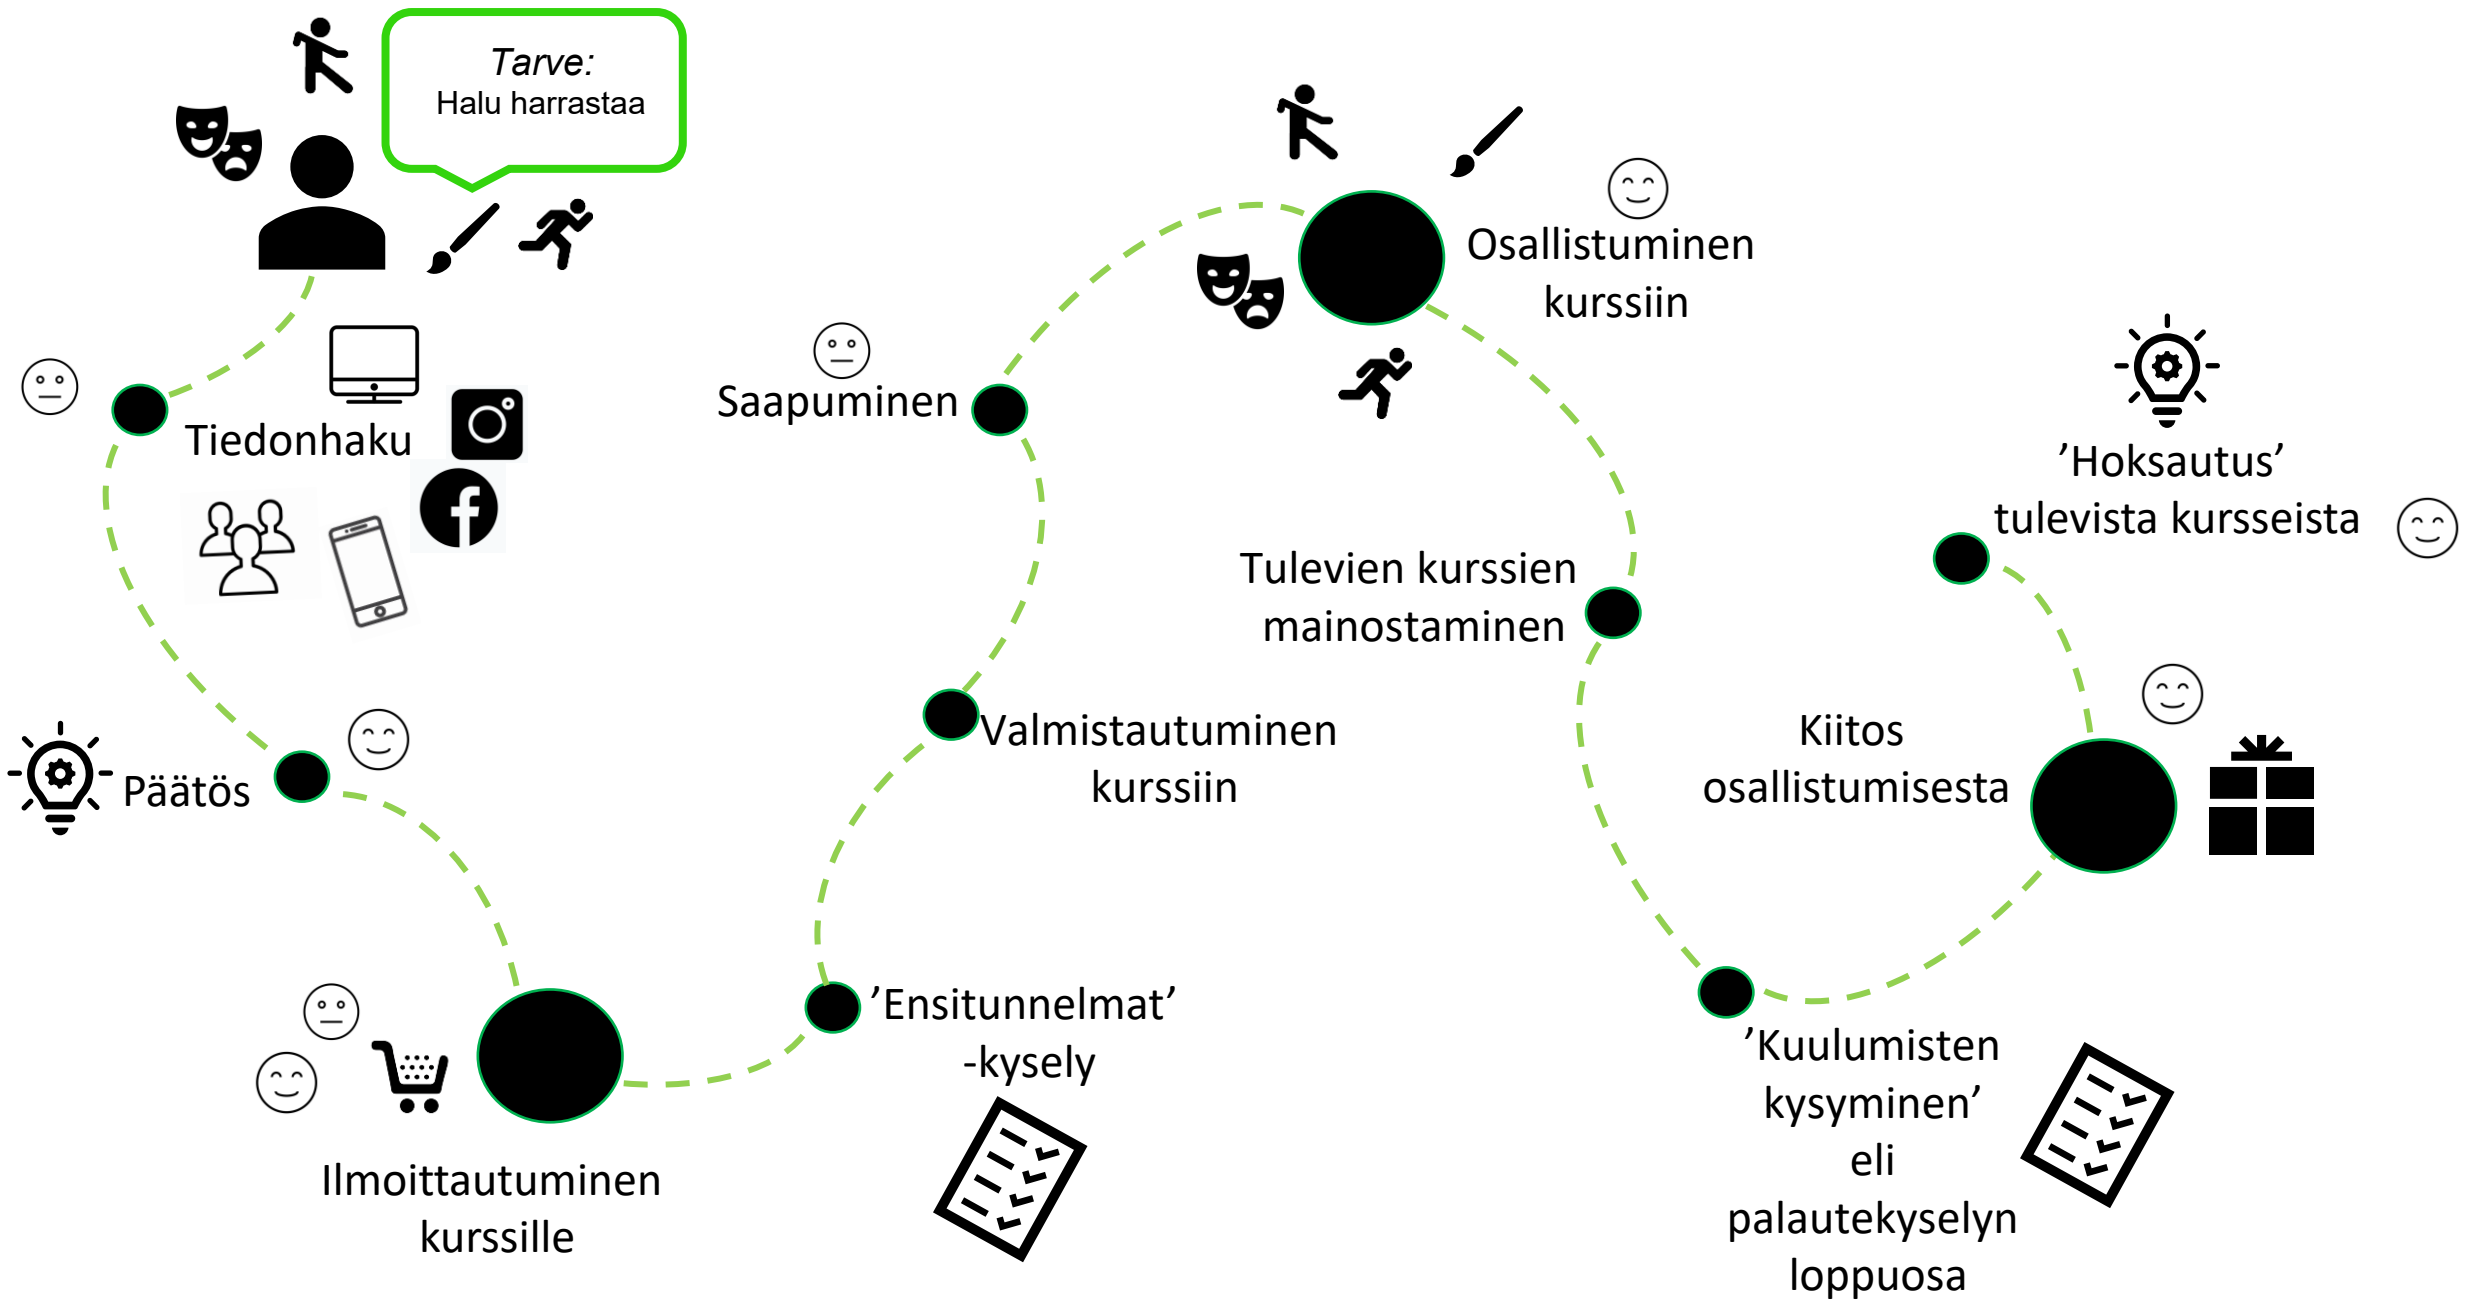 Tarve:
Halu harrastaa
Tiedonhaku
Päätös
Ilmoittautuminen
kurssille
’Ensitunnelmat’
-kysely
Valmistautuminen
kurssiin
Saapuminen
Osallistuminen
kurssiin
Tulevien kurssien
mainostaminen
’Kuulumisten
kysyminen’
eli
palautekyselyn
loppuosa
Kiitos
osallistumisesta
’Hoksautus’
tulevista kursseista